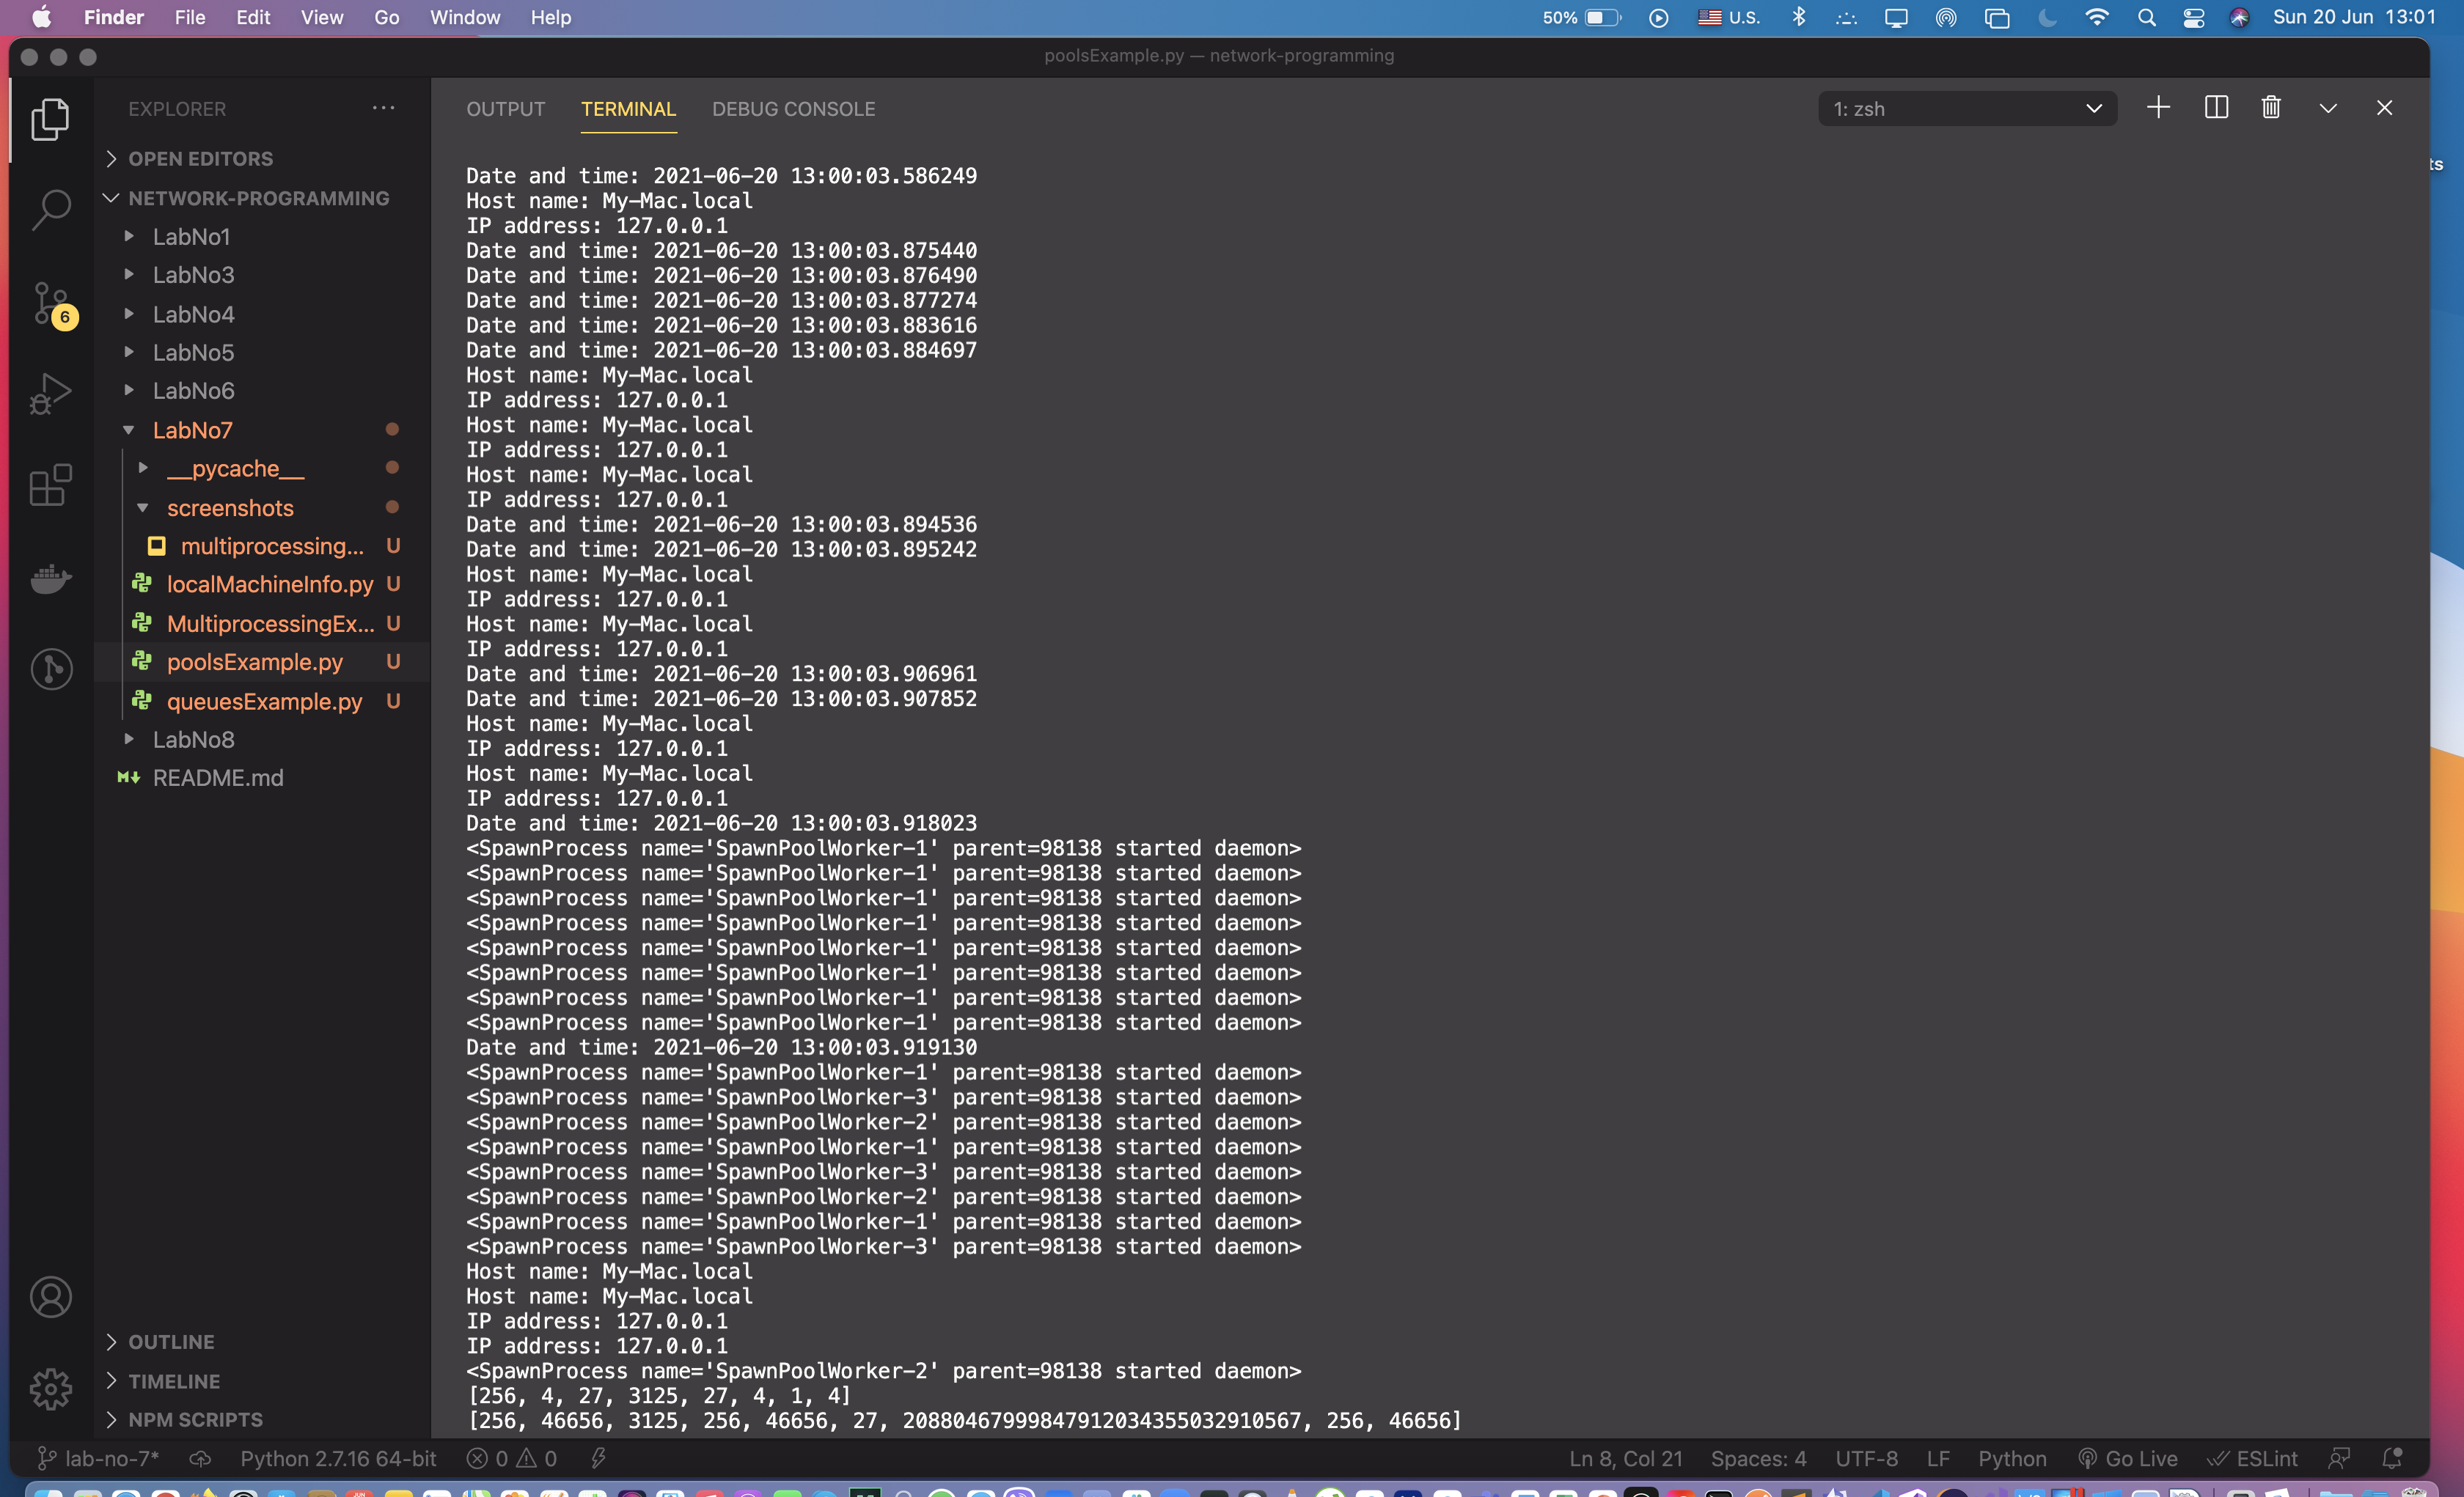 Finder File Edit View Go Window Help 50% U.S. Sun 20 Jun 13:01
poolsExample.py — network-programming
EXPLORER ···
OPEN EDITORS
NETWORK-PROGRAMMING
LabNo1
LabNo3
LabNo4
LabNo5
LabNo6
LabNo7
__pycache__
screenshots
multiprocessing... U
localMachineInfo.py U
MultiprocessingEx... U
poolsExample.py U
queuesExample.py U
LabNo8
README.md
OUTLINE
TIMELINE
NPM SCRIPTS
6
OUTPUT TERMINAL DEBUG CONSOLE 1: zsh
ts
Date and time: 2021-06-20 13:00:03.586249
Host name: My-Mac.local
IP address: 127.0.0.1
Date and time: 2021-06-20 13:00:03.875440
Date and time: 2021-06-20 13:00:03.876490
Date and time: 2021-06-20 13:00:03.877274
Date and time: 2021-06-20 13:00:03.883616
Date and time: 2021-06-20 13:00:03.884697
Host name: My-Mac.local
IP address: 127.0.0.1
Host name: My-Mac.local
IP address: 127.0.0.1
Host name: My-Mac.local
IP address: 127.0.0.1
Date and time: 2021-06-20 13:00:03.894536
Date and time: 2021-06-20 13:00:03.895242
Host name: My-Mac.local
IP address: 127.0.0.1
Host name: My-Mac.local
IP address: 127.0.0.1
Date and time: 2021-06-20 13:00:03.906961
Date and time: 2021-06-20 13:00:03.907852
Host name: My-Mac.local
IP address: 127.0.0.1
Host name: My-Mac.local
IP address: 127.0.0.1
Date and time: 2021-06-20 13:00:03.918023
<SpawnProcess name='SpawnPoolWorker-1' parent=98138 started daemon>
<SpawnProcess name='SpawnPoolWorker-1' parent=98138 started daemon>
<SpawnProcess name='SpawnPoolWorker-1' parent=98138 started daemon>
<SpawnProcess name='SpawnPoolWorker-1' parent=98138 started daemon>
<SpawnProcess name='SpawnPoolWorker-1' parent=98138 started daemon>
<SpawnProcess name='SpawnPoolWorker-1' parent=98138 started daemon>
<SpawnProcess name='SpawnPoolWorker-1' parent=98138 started daemon>
<SpawnProcess name='SpawnPoolWorker-1' parent=98138 started daemon>
Date and time: 2021-06-20 13:00:03.919130
<SpawnProcess name='SpawnPoolWorker-1' parent=98138 started daemon>
<SpawnProcess name='SpawnPoolWorker-3' parent=98138 started daemon>
<SpawnProcess name='SpawnPoolWorker-2' parent=98138 started daemon>
<SpawnProcess name='SpawnPoolWorker-1' parent=98138 started daemon>
<SpawnProcess name='SpawnPoolWorker-3' parent=98138 started daemon>
<SpawnProcess name='SpawnPoolWorker-2' parent=98138 started daemon>
<SpawnProcess name='SpawnPoolWorker-1' parent=98138 started daemon>
<SpawnProcess name='SpawnPoolWorker-3' parent=98138 started daemon>
Host name: My-Mac.local
Host name: My-Mac.local
IP address: 127.0.0.1
IP address: 127.0.0.1
<SpawnProcess name='SpawnPoolWorker-2' parent=98138 started daemon>
[256, 4, 27, 3125, 27, 4, 1, 4]
[256, 46656, 3125, 256, 46656, 27, 20880467999847912034355032910567, 256, 46656]
lab-no-7* Python 2.7.16 64-bit 0 0 Ln 8, Col 21 Spaces: 4 UTF-8 LF Python Go Live ESLint